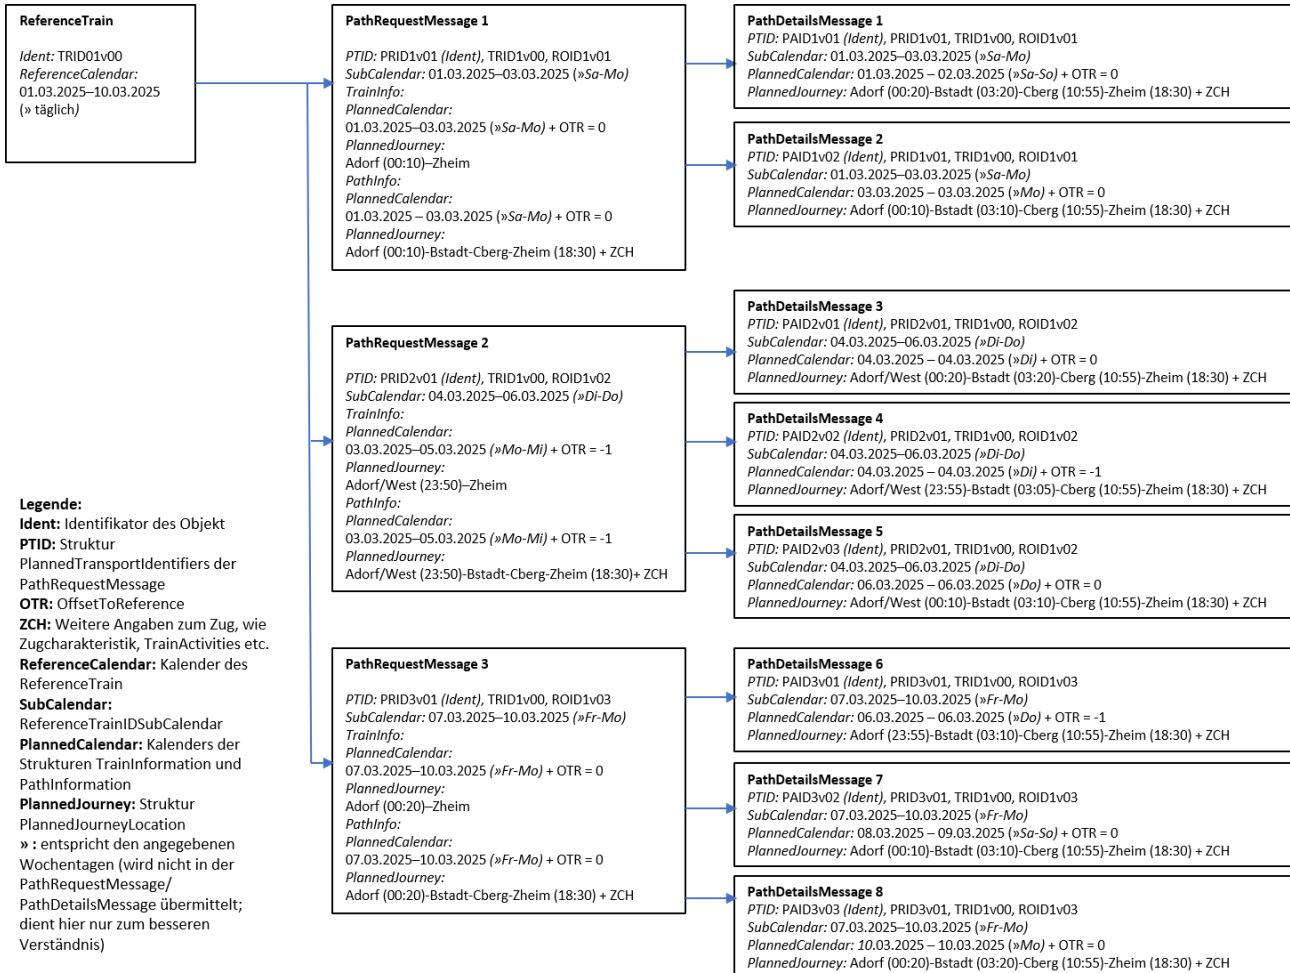 ReferenceTrain
Ident: TRID01v00
ReferenceCalendar:
01.03.2025–10.03.2025
(» täglich)
PathRequestMessage 1
PTID: PRID1v01 (Ident), TRID1v00, ROID1v01
SubCalendar: 01.03.2025–03.03.2025 (»Sa-Mo)
TrainInfo:
PlannedCalendar:
01.03.2025–03.03.2025 (»Sa-Mo) + OTR = 0
PlannedJourney:
Adorf (00:10)–Zheim
PathInfo:
PlannedCalendar:
01.03.2025 – 03.03.2025 (»Sa-Mo) + OTR = 0
PlannedJourney:
Adorf (00:10)-Bstadt-Cberg-Zheim (18:30) + ZCH
PathDetailsMessage 1
PTID: PAID1v01 (Ident), PRID1v01, TRID1v00, ROID1v01
SubCalendar: 01.03.2025–03.03.2025 (»Sa-Mo)
PlannedCalendar: 01.03.2025 – 02.03.2025 (»Sa-So) + OTR = 0
PlannedJourney: Adorf (00:20)-Bstadt (03:20)-Cberg (10:55)-Zheim (18:30) + ZCH
PathDetailsMessage 2
PTID: PAID1v02 (Ident), PRID1v01, TRID1v00, ROID1v01
SubCalendar: 01.03.2025–03.03.2025 (»Sa-Mo)
PlannedCalendar: 03.03.2025 – 03.03.2025 (»Mo) + OTR = 0
PlannedJourney: Adorf (00:10)-Bstadt (03:10)-Cberg (10:55)-Zheim (18:30) + ZCH
PathRequestMessage 2
PTID: PRID2v01 (Ident), TRID1v00, ROID1v02
SubCalendar: 04.03.2025–06.03.2025 (»Di-Do)
TrainInfo:
PlannedCalendar:
03.03.2025–05.03.2025 (»Mo-Mi) + OTR = -1
PlannedJourney:
Adorf/West (23:50)–Zheim
PathInfo:
PlannedCalendar:
03.03.2025–05.03.2025 (»Mo-Mi) + OTR = -1
PlannedJourney:
Adorf/West (23:50)-Bstadt-Cberg-Zheim (18:30)+ ZCH
PathDetailsMessage 3
PTID: PAID2v01 (Ident), PRID2v01, TRID1v00, ROID1v02
SubCalendar: 04.03.2025–06.03.2025 (»Di-Do)
PlannedCalendar: 04.03.2025 – 04.03.2025 (»Di) + OTR = 0
PlannedJourney: Adorf/West (00:20)-Bstadt (03:20)-Cberg (10:55)-Zheim (18:30) + ZCH
PathDetailsMessage 4
PTID: PAID2v02 (Ident), PRID2v01, TRID1v00, ROID1v02
SubCalendar: 04.03.2025–06.03.2025 (»Di-Do)
PlannedCalendar: 04.03.2025 – 04.03.2025 (»Di) + OTR = -1
PlannedJourney: Adorf/West (23:55)-Bstadt (03:05)-Cberg (10:55)-Zheim (18:30) + ZCH
PathDetailsMessage 5
PTID: PAID2v03 (Ident), PRID2v01, TRID1v00, ROID1v02
SubCalendar: 04.03.2025–06.03.2025 (»Di-Do)
PlannedCalendar: 06.03.2025 – 06.03.2025 (»Do) + OTR = 0
PlannedJourney: Adorf/West (00:10)-Bstadt (03:10)-Cberg (10:55)-Zheim (18:30) + ZCH
PathRequestMessage 3
PTID: PRID3v01 (Ident), TRID1v00, ROID1v03
SubCalendar: 07.03.2025–10.03.2025 (»Fr-Mo)
TrainInfo:
PlannedCalendar:
07.03.2025–10.03.2025 (»Fr-Mo) + OTR = 0
PlannedJourney:
Adorf (00:20)–Zheim
PathInfo:
PlannedCalendar:
07.03.2025–10.03.2025 (»Fr-Mo) + OTR = 0
PlannedJourney:
Adorf (00:20)-Bstadt-Cberg-Zheim (18:30) + ZCH
PathDetailsMessage 6
PTID: PAID3v01 (Ident), PRID3v01, TRID1v00, ROID1v03
SubCalendar: 07.03.2025–10.03.2025 (»Fr-Mo)
PlannedCalendar: 06.03.2025 – 06.03.2025 (»Do) + OTR = -1
PlannedJourney: Adorf (23:55)-Bstadt (03:10)-Cberg (10:55)-Zheim (18:30) + ZCH
PathDetailsMessage 7
PTID: PAID3v02 (Ident), PRID3v01, TRID1v00, ROID1v03
SubCalendar: 07.03.2025–10.03.2025 (»Fr-Mo)
PlannedCalendar: 08.03.2025 – 09.03.2025 (»Sa-So) + OTR = 0
PlannedJourney: Adorf (00:10)-Bstadt (03:10)-Cberg (10:55)-Zheim (18:30) + ZCH
PathDetailsMessage 8
PTID: PAID3v03 (Ident), PRID3v01, TRID1v00, ROID1v03
SubCalendar: 07.03.2025–10.03.2025 (»Fr-Mo)
PlannedCalendar: 10.03.2025 – 10.03.2025 (»Mo) + OTR = 0
PlannedJourney: Adorf (00:20)-Bstadt (03:20)-Cberg (10:55)-Zheim (18:30) + ZCH
Legende:
Ident: Identifikator des Objekt
PTID: Struktur
PlannedTransportIdentifiers der
PathRequestMessage
OTR: OffsetToReference
ZCH: Weitere Angaben zum Zug, wie
Zugcharakteristik, TrainActivities etc.
ReferenceCalendar: Kalender des
ReferenceTrain
SubCalendar:
ReferenceTrainIDSubCalendar
PlannedCalendar: Kalenders der
Strukturen TrainInformation und
PathInformation
PlannedJourney: Struktur
PlannedJourneyLocation
» : entspricht den angegebenen
Wochentagen (wird nicht in der
PathRequestMessage/
PathDetailsMessage übermittelt;
dient hier nur zum besseren
Verständnis)